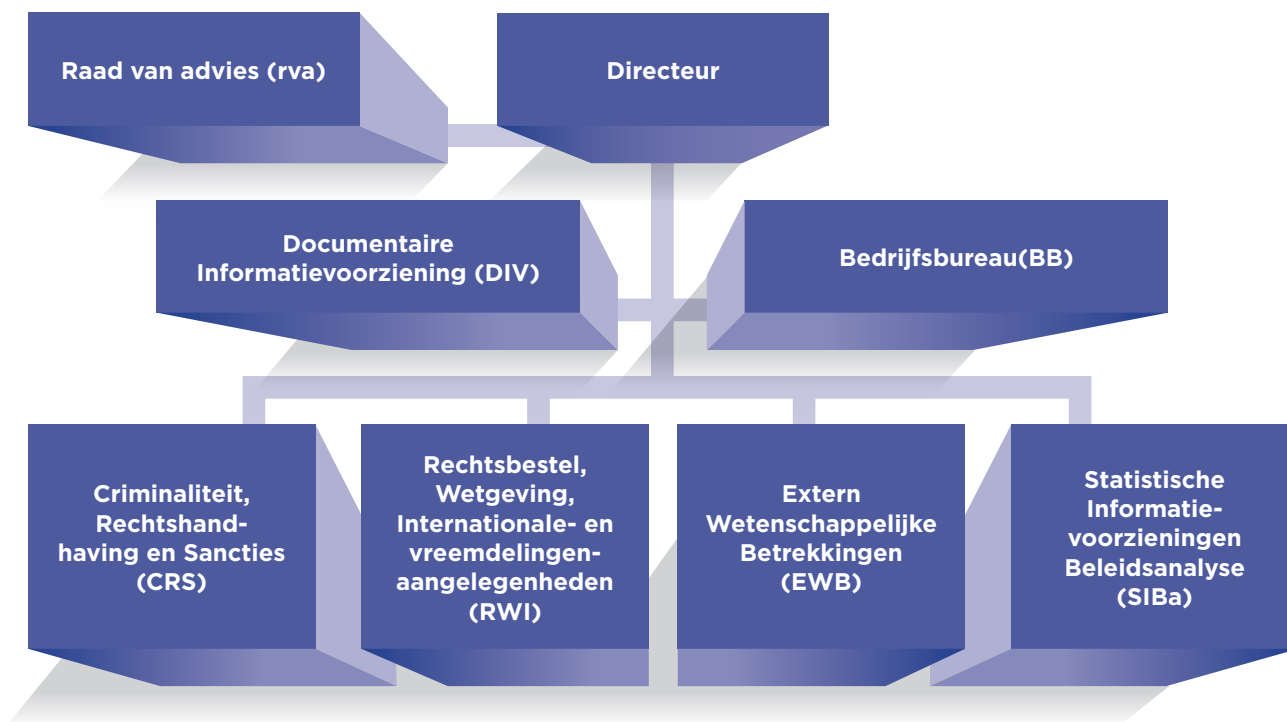 Raad van advies (rva)
Directeur
Documentaire
Informatievoorziening (DIV)
Bedrijfsbureau(BB)
Criminaliteit,
Rechtshand-
having en Sancties
(CRS)
Rechtsbestel,
Wetgeving,
Internationale- en
vreemdelingen-
aangelegenheden
(RWI)
Extern
Wetenschappelijke
Betrekkingen
(EWB)
Statistische
Informatie-
voorzieningen
Beleidsanalyse
(SIBa)